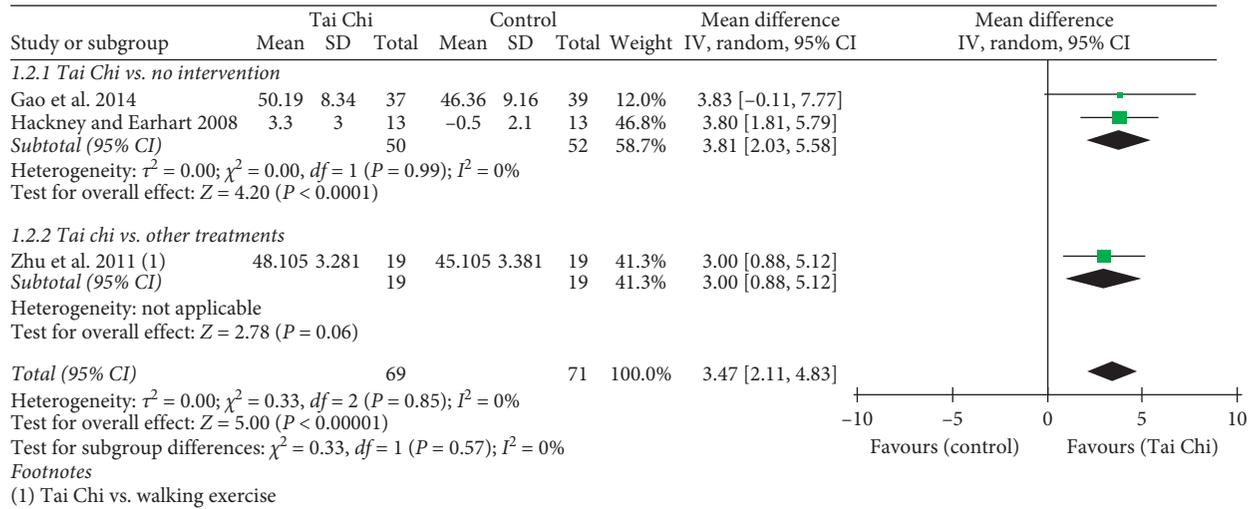 Tai Chi Control Mean difference Mean difference
Study or subgroup Mean SD Total Mean SD Total Weight IV, random, 95% CI IV, random, 95% CI
1.2.1 Tai Chi vs. no intervention
Gao et al. 2014 50.19 8.34 37 46.36 9.16 39 12.0% 3.83 [–0.11, 7.77]
Hackney and Earhart 2008 3.3 3 13 –0.5 2.1 13 46.8% 3.80 [1.81, 5.79]
Subtotal (95% CI) 50 52 58.7% 3.81 [2.03, 5.58]
Heterogeneity: τ² = 0.00; χ² = 0.00, df = 1 (P = 0.99); I² = 0%
Test for overall effect: Z = 4.20 (P < 0.0001)
1.2.2 Tai chi vs. other treatments
Zhu et al. 2011 (1) 48.105 3.281 19 45.105 3.381 19 41.3% 3.00 [0.88, 5.12]
Subtotal (95% CI) 19 19 41.3% 3.00 [0.88, 5.12]
Heterogeneity: not applicable
Test for overall effect: Z = 2.78 (P = 0.06)
Total (95% CI) 69 71 100.0% 3.47 [2.11, 4.83]
Heterogeneity: τ² = 0.00; χ² = 0.33, df = 2 (P = 0.85); I² = 0%
Test for overall effect: Z = 5.00 (P < 0.00001)
Test for subgroup differences: χ² = 0.33, df = 1 (P = 0.57); I² = 0%
–10 –5 0 5 10
Favours (control) Favours (Tai Chi)
Footnotes
(1) Tai Chi vs. walking exercise